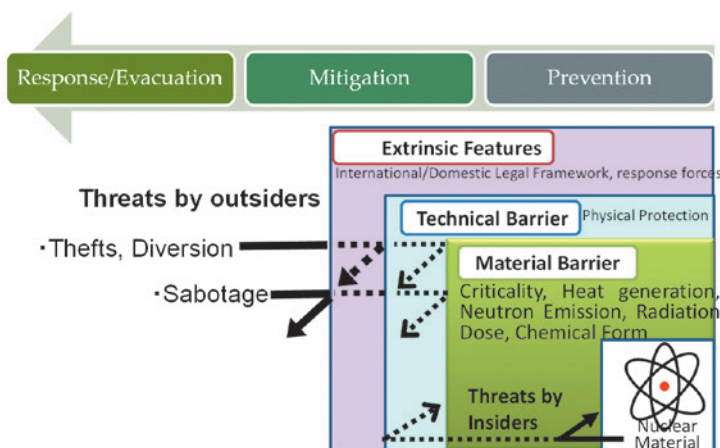 Response/Evacuation
Mitigation
Prevention
Extrinsic Features
International/Domestic Legal Framework, response forces
Threats by outsiders
Technical Barrier
Physical Protection
・Thefts, Diversion
Material Barrier
・Sabotage
Criticality, Heat generation,
Neutron Emission, Radiation
Dose, Chemical Form
Threats by
Insiders
Nuclear
Material